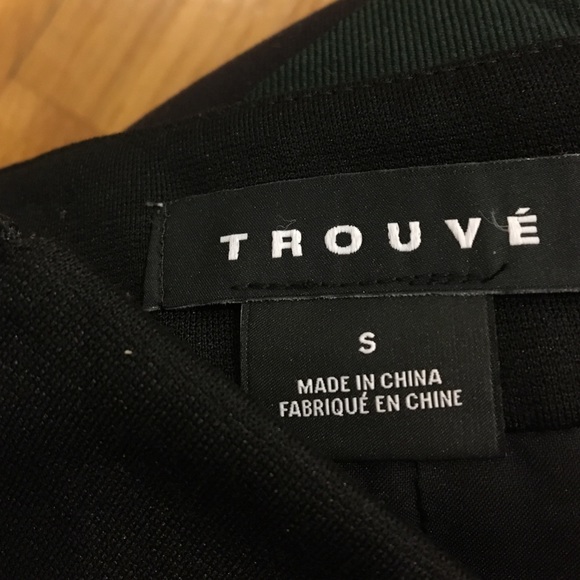 TROUVÉ
S
MADE IN CHINA
FABRIQUÉ EN CHINE